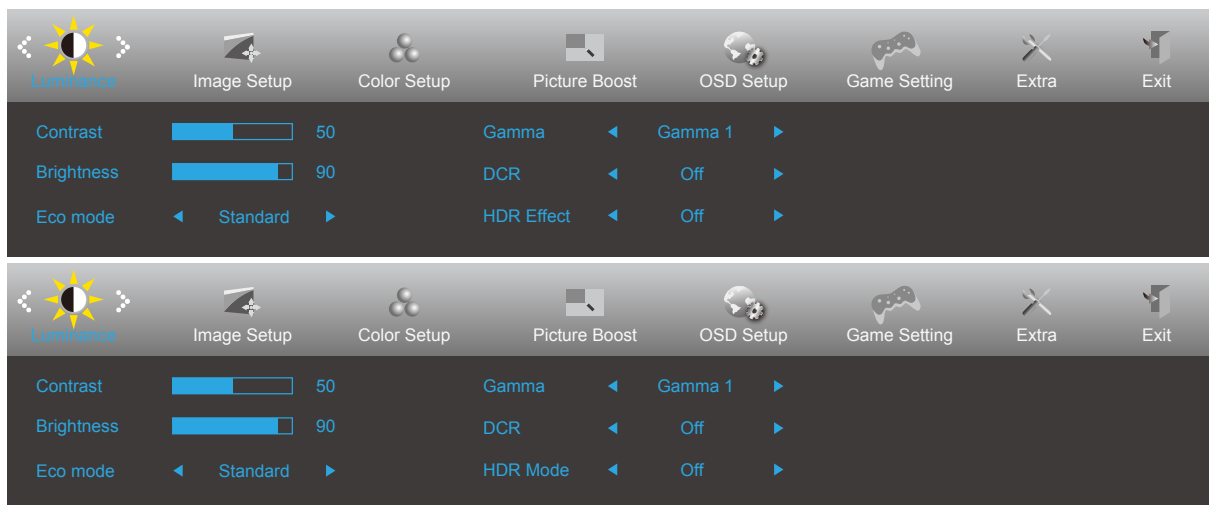 Luminance Image Setup Color Setup Picture Boost OSD Setup Game Setting Extra Exit
Contrast 50 Gamma Gamma 1
Brightness 90 DCR Off
Eco mode Standard HDR Effect Off
Luminance Image Setup Color Setup Picture Boost OSD Setup Game Setting Extra Exit
Contrast 50 Gamma Gamma 1
Brightness 90 DCR Off
Eco mode Standard HDR Mode Off